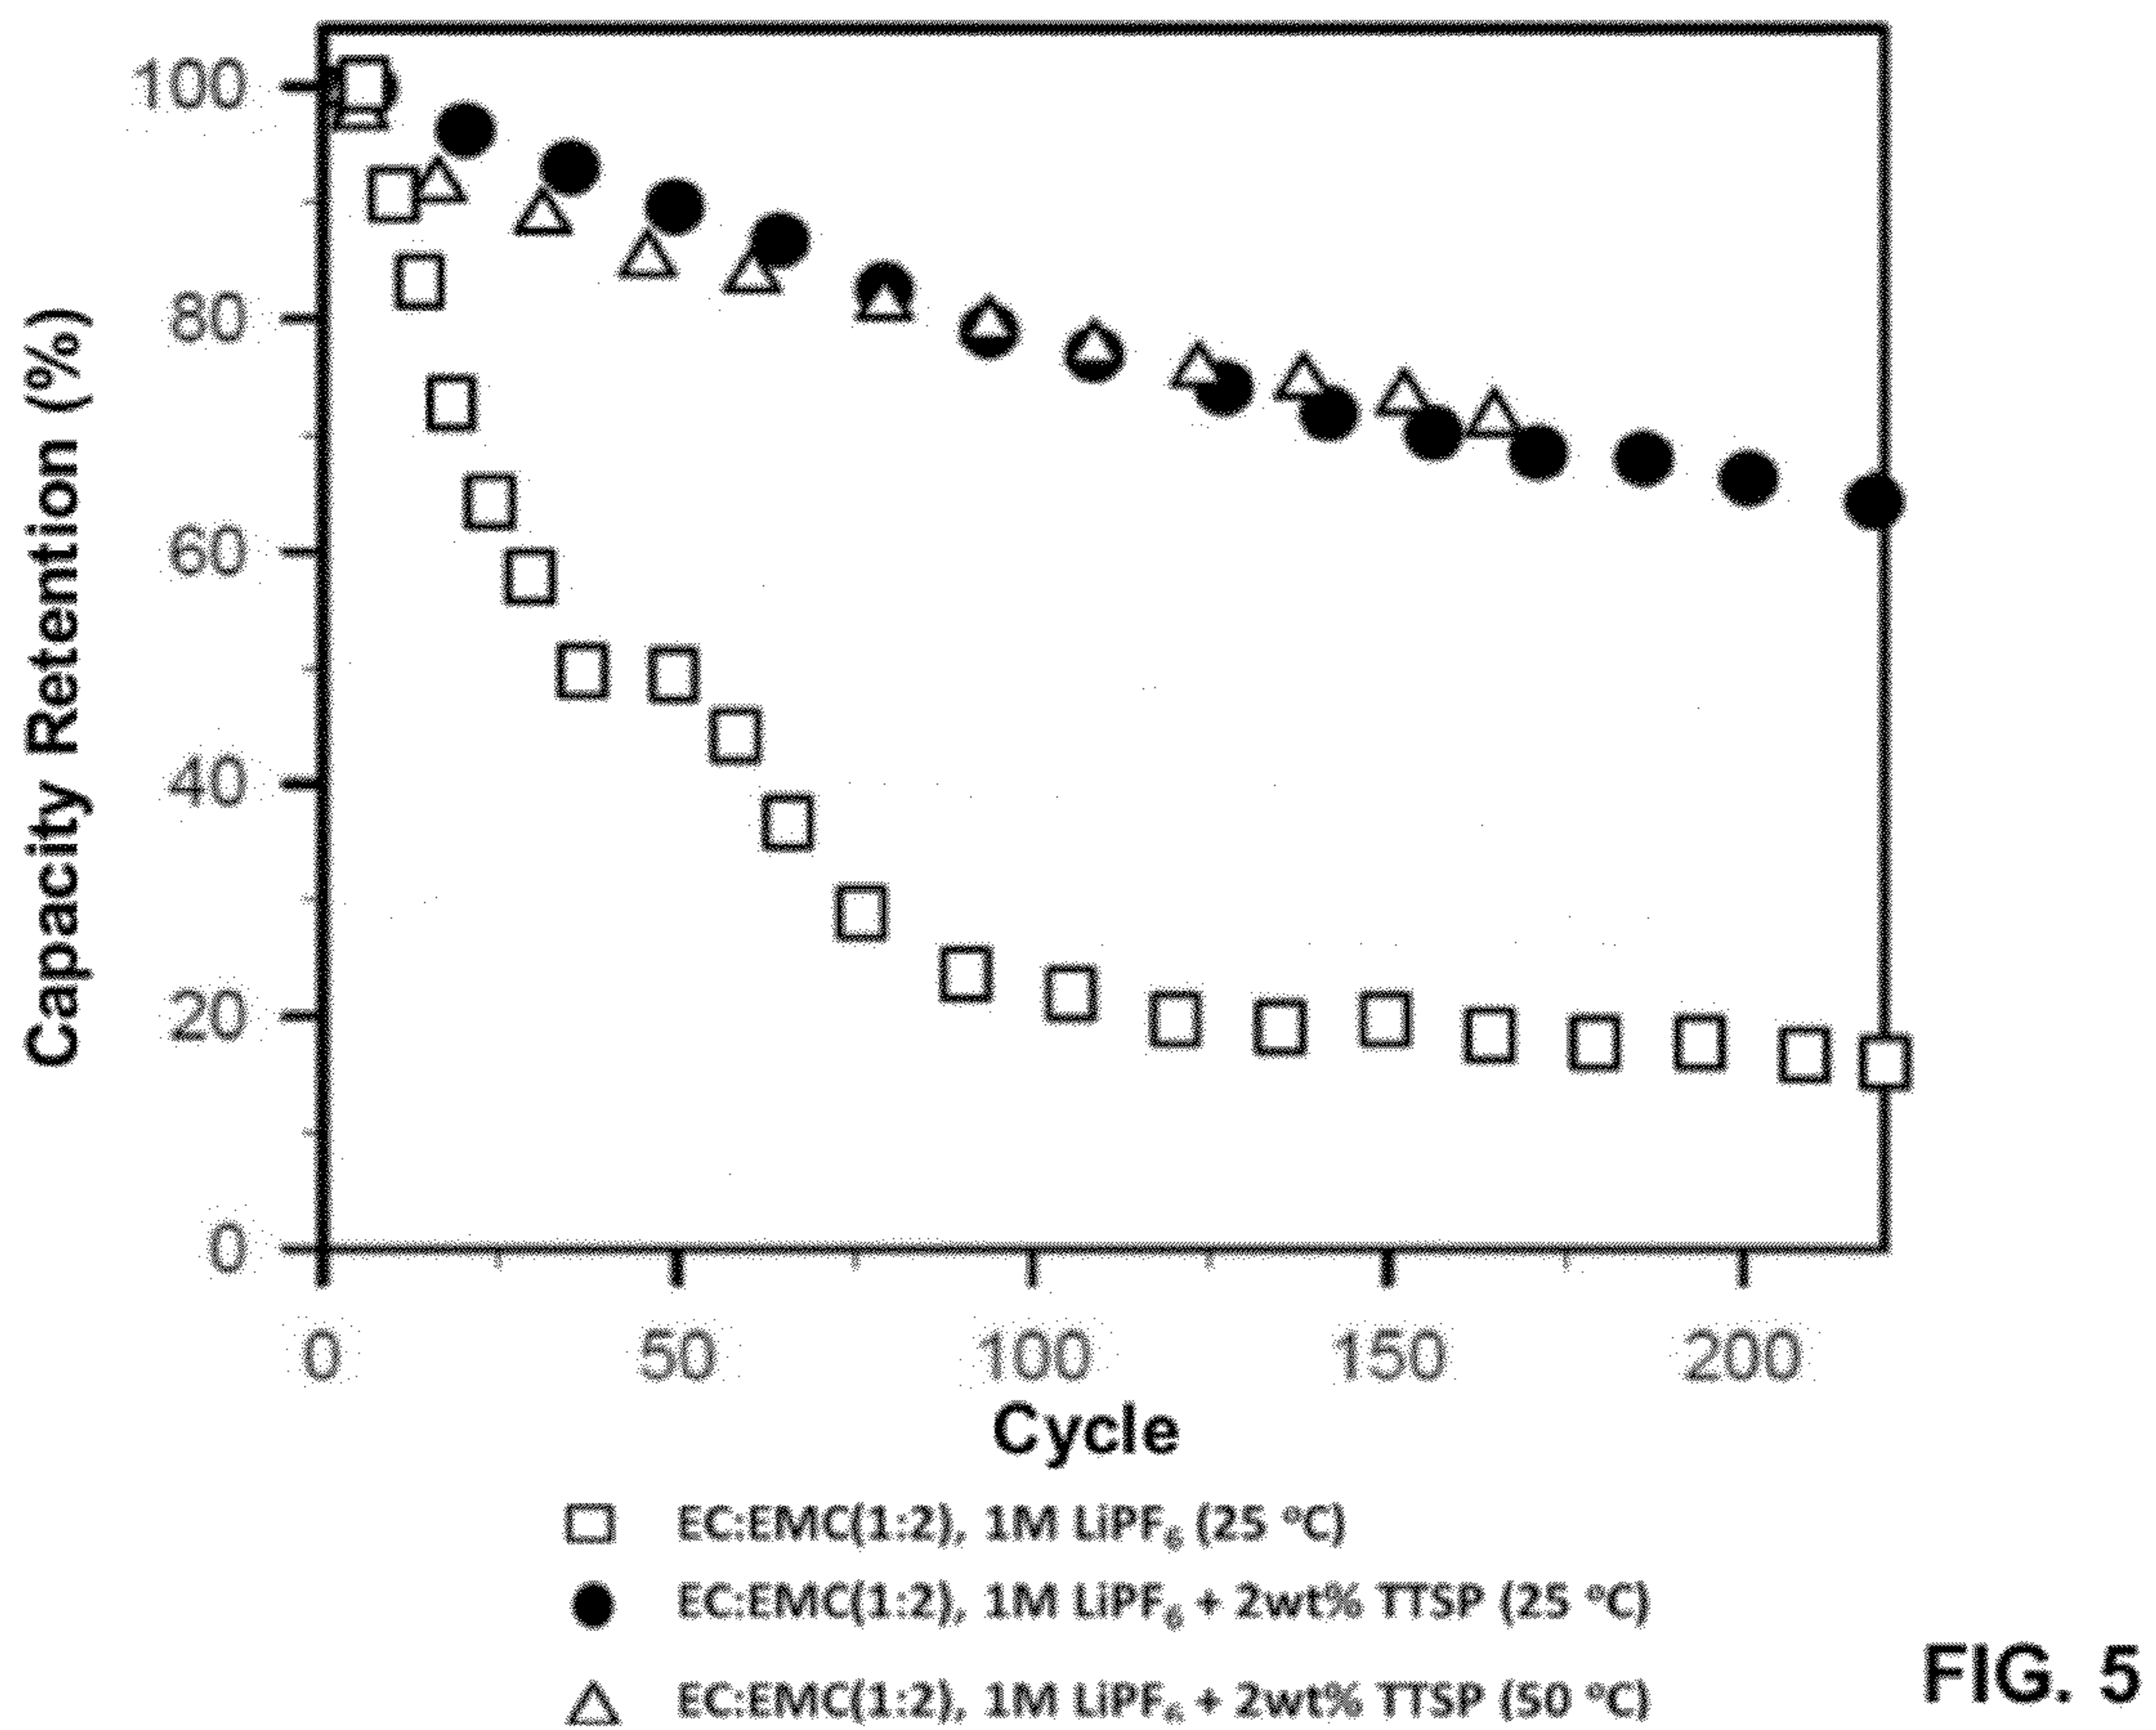 100
80
60
40
20
0
Capacity Retention (%)
0 50 100 150 200
Cycle
EC:EMC(1:2), 1M LiPF₆ (25 °C)
EC:EMC(1:2), 1M LiPF₆ + 2wt% TTSP (25 °C)
EC:EMC(1:2), 1M LiPF₆ + 2wt% TTSP (50 °C)
FIG. 5